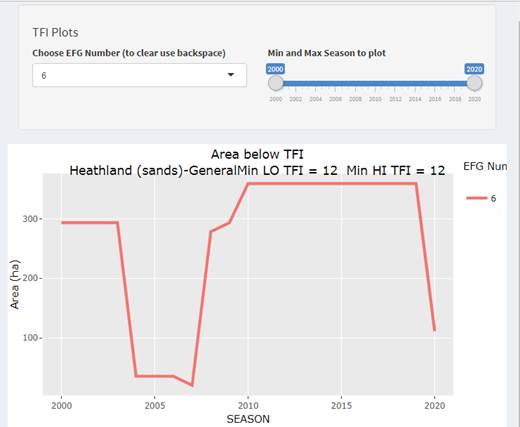 TFI Plots
Choose EFG Number (to clear use backspace)
6
Min and Max Season to plot
2000 2020
2000 2002 2004 2006 2008 2010 2012 2014 2016 2018 2020
Area below TFI
Heathland (sands)-GeneralMin LO TFI = 12 Min HI TFI = 12
EFG Num
6
300
200
100
Area (ha)
2000 2005 2010 2015 2020
SEASON